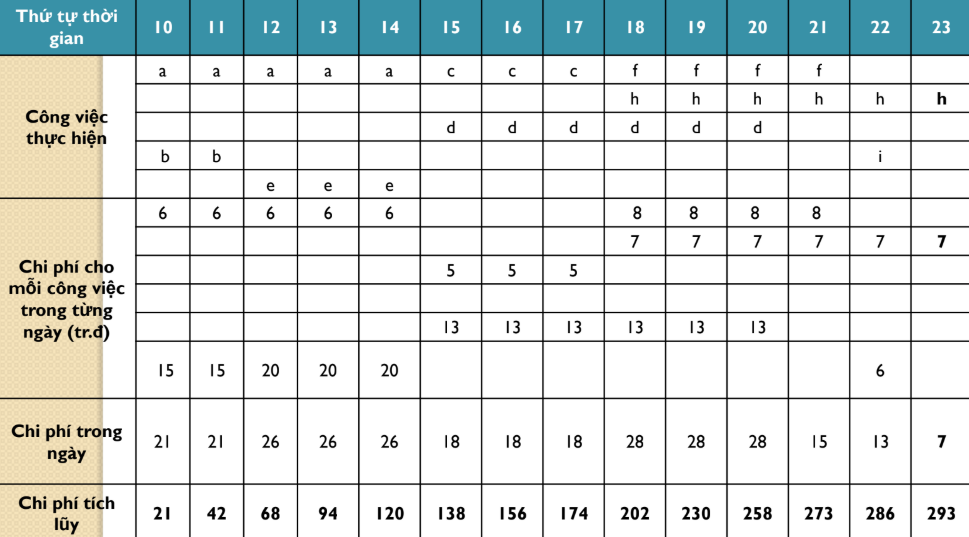 Thứ tự thời
gian
10 11 12 13 14 15 16 17 18 19 20 21 22 23
Công việc
thực hiện
a a a a a c c c f f f f
h h h h h h
d d d d d d
b b i
e e e
Chi phí cho
mỗi công việc
trong từng
ngày (tr.đ)
6 6 6 6 6 8 8 8 8
7 7 7 7 7 7
5 5 5
13 13 13 13 13 13
15 15 20 20 20 6
Chi phí trong
ngày
21 21 26 26 26 18 18 18 28 28 28 15 13 7
Chi phí tích
lũy
21 42 68 94 120 138 156 174 202 230 258 273 286 293